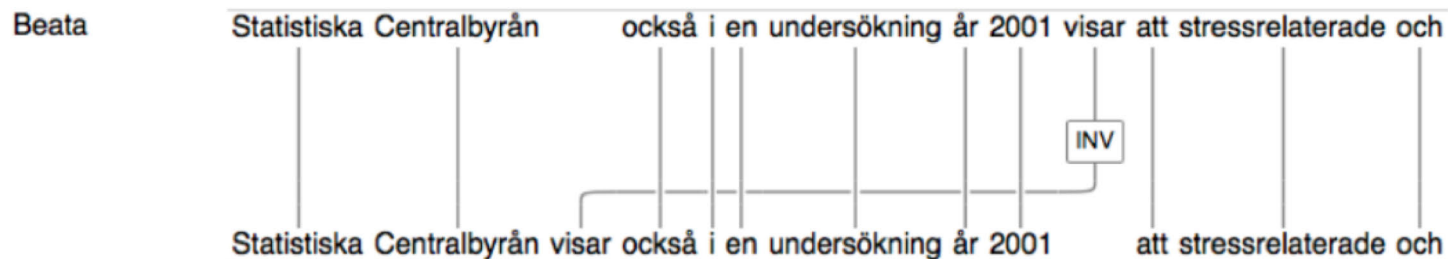 Beata Statistiska Centralbyrån också i en undersökning år 2001 visar att stressrelaterade och
INV
Statistiska Centralbyrån visar också i en undersökning år 2001 att stressrelaterade och